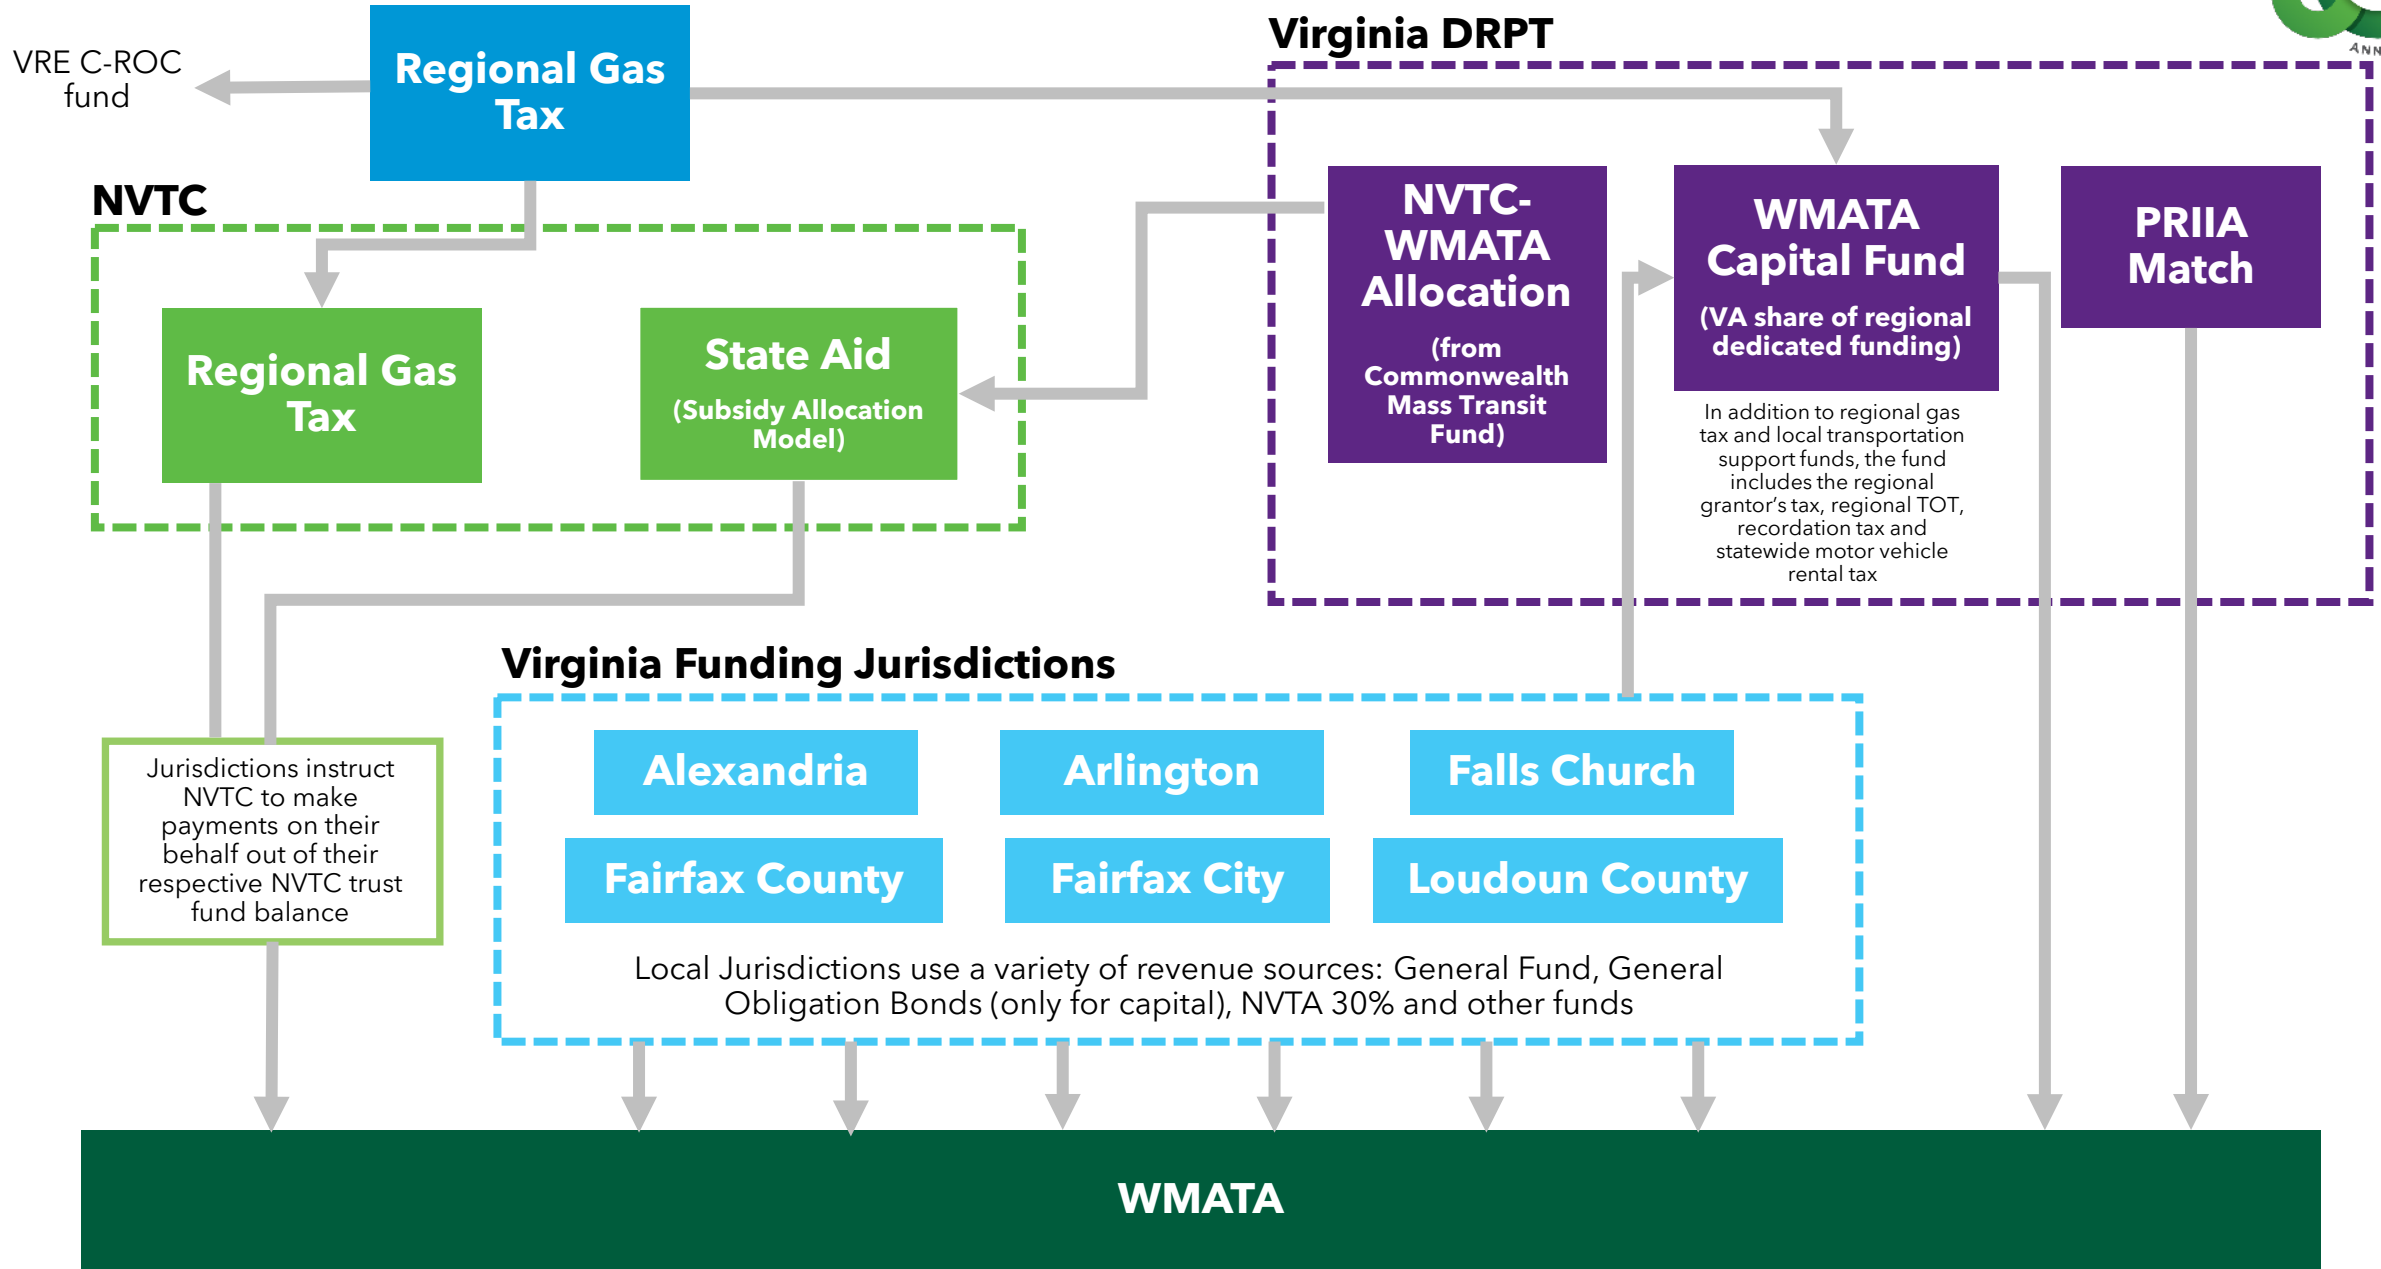 VRE C-ROC
fund
Regional Gas
Tax
Virginia DRPT
ANN
NVTC
Regional Gas
Tax
State Aid
(Subsidy Allocation
Model)
NVTC-
WMATA
Allocation
(from
Commonwealth
Mass Transit
Fund)
WMATA
Capital Fund
(VA share of regional
dedicated funding)
PRIIA
Match
In addition to regional gas
tax and local transportation
support funds, the fund
includes the regional
grantor’s tax, regional TOT,
recordation tax and
statewide motor vehicle
rental tax
Virginia Funding Jurisdictions
Alexandria
Arlington
Falls Church
Fairfax County
Fairfax City
Loudoun County
Local Jurisdictions use a variety of revenue sources: General Fund, General
Obligation Bonds (only for capital), NVTA 30% and other funds
Jurisdictions instruct
NVTC to make
payments on their
behalf out of their
respective NVTC trust
fund balance
WMATA